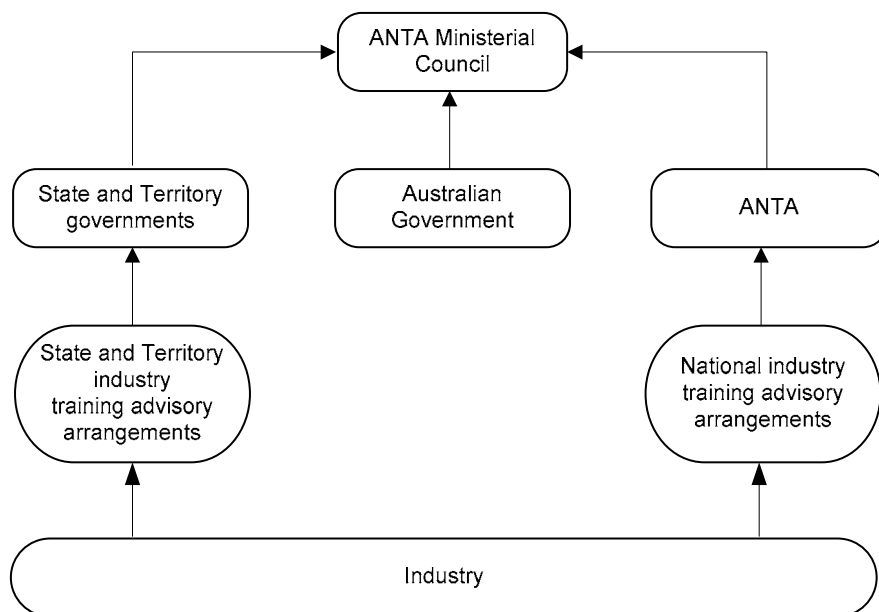 ANTA Ministerial
Council
State and Territory
governments
Australian
Government
ANTA
State and Territory
industry
training advisory
arrangements
National industry
training advisory
arrangements
Industry